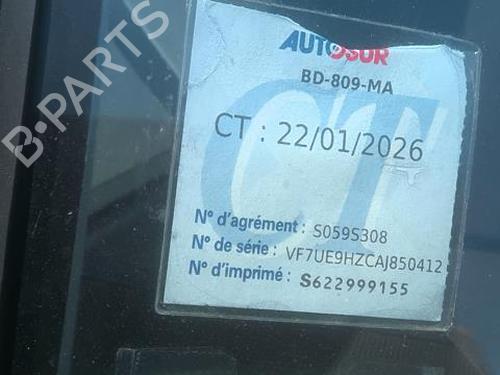 AUTOSUR
BD-809-MA
CT : 22/01/2026
CT
N° d'agrément : S059S308
N° de série : VF7UE9HZCAJ850412
N° d'imprimé : S622999155
B-PARTS